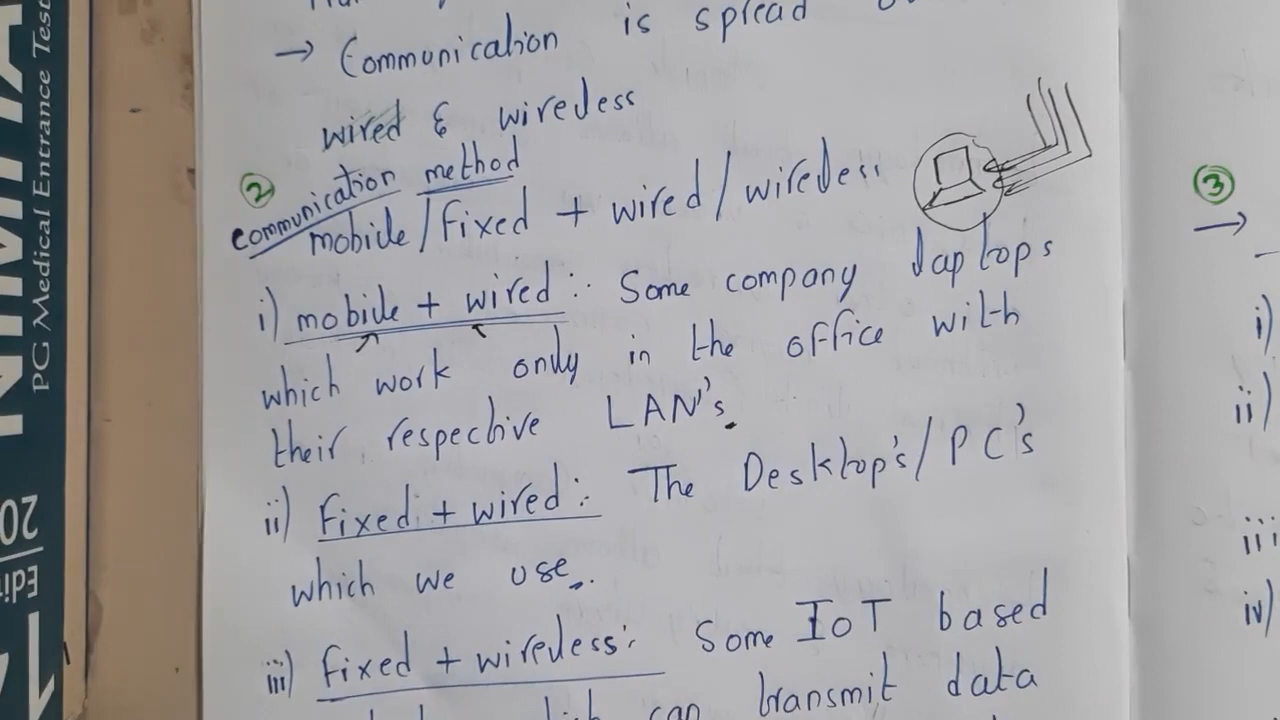 → Communication is spread
wired & wireless
② communication method
mobile/Fixed + wired/wireless
i) mobile + wired:- Some company laptops
which work only in the office with
their respective LAN's.
ii) Fixed + wired:- The Desktop's/PC's
which we use.
iii) Fixed + wireless:- Some IoT based
can transmit data
③
→
i)
ii)
iii
iv)
PG Medical Entrance Test
20
Editi